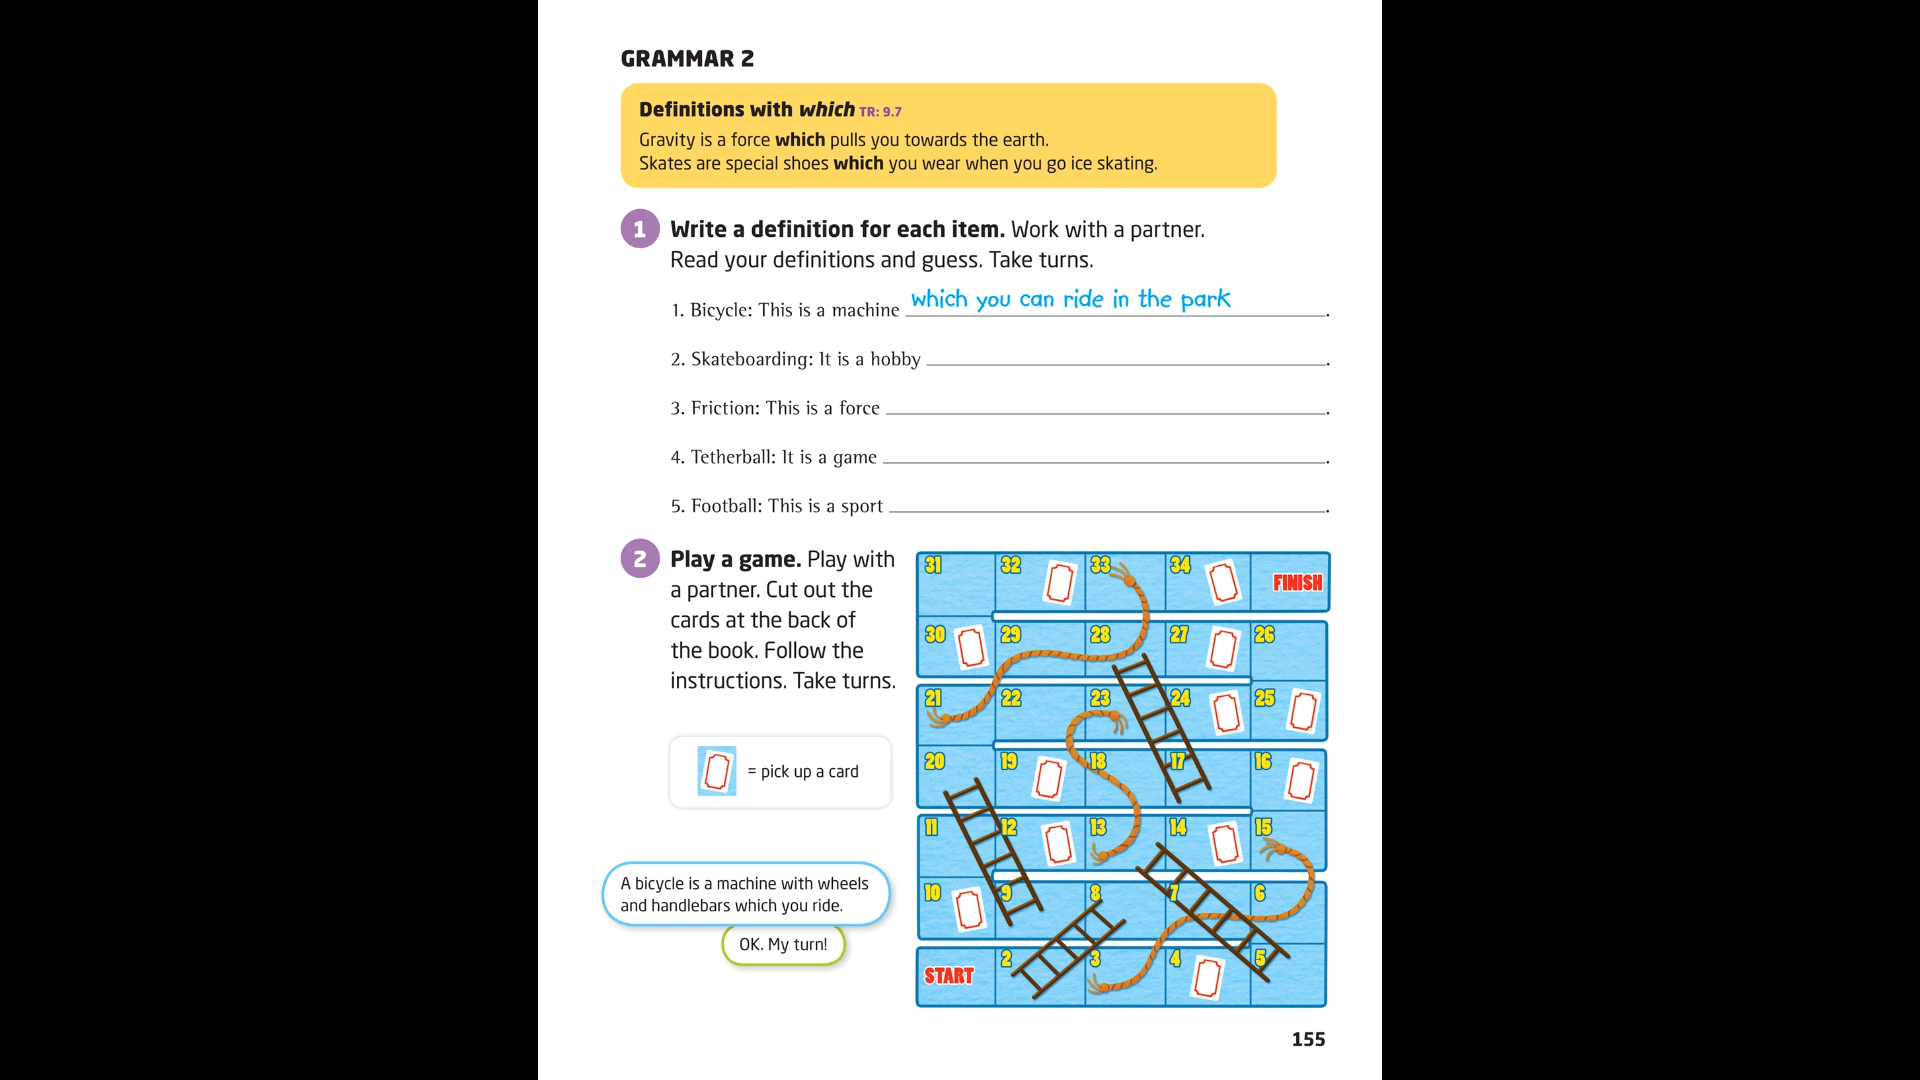 GRAMMAR 2
Definitions with which TR: 9.7
Gravity is a force which pulls you towards the earth.
Skates are special shoes which you wear when you go ice skating.
1 Write a definition for each item. Work with a partner.
Read your definitions and guess. Take turns.
1. Bicycle: This is a machine which you can ride in the park.
2. Skateboarding: It is a hobby .
3. Friction: This is a force .
4. Tetherball: It is a game .
5. Football: This is a sport .
2 Play a game. Play with
a partner. Cut out the
cards at the back of
the book. Follow the
instructions. Take turns.
= pick up a card
A bicycle is a machine with wheels
and handlebars which you ride.
OK. My turn!
31 32 33 34 FINISH
30 29 28 27 26
21 22 23 24 25
20 19 18 17 16
11 12 13 14 15
10 9 8 7 6
START 2 3 4 5
155